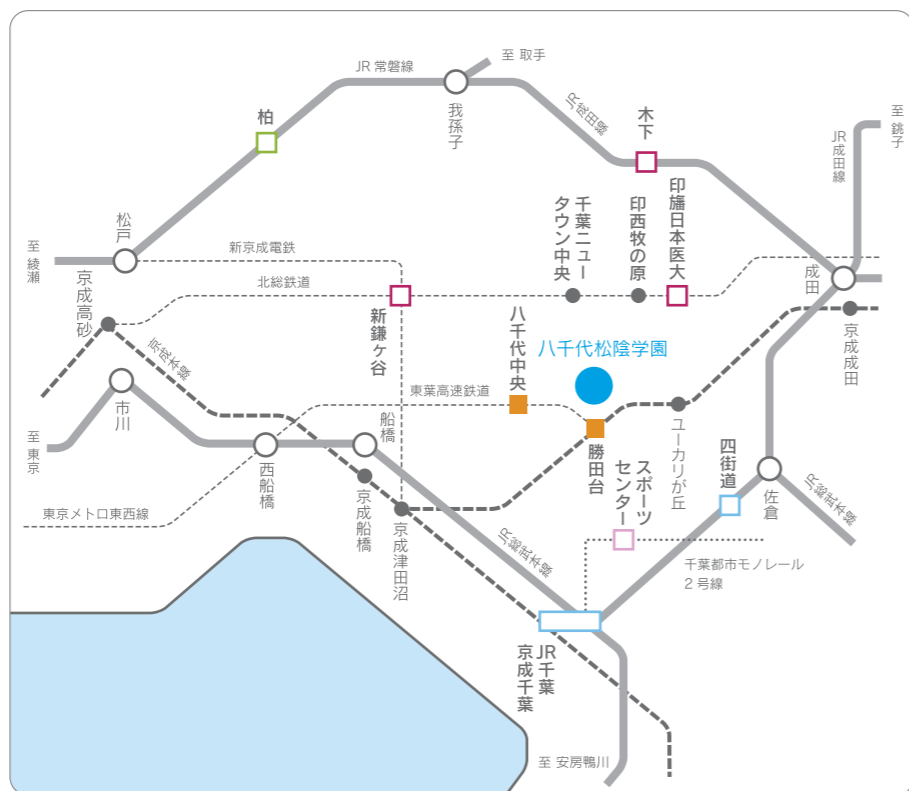 至 取手
JR 常磐線
我孫子
JR成田線
柏
木下
至 銚子
JR成田線
松戸
至 綾瀬
新京成電鉄
京成高砂
北総鉄道
新鎌ヶ谷
千葉ニュー
タウン中央
印西牧の原
印旛日本医大
成田
京成成田
京成本線
八千代中央
八千代松陰学園
東葉高速鉄道
市川
至 東京
西船橋
船橋
京成船橋
京成津田沼
勝田台
ユーカリが丘
スポーツ
センター
四街道
佐倉
JR総武本線
東京メトロ東西線
JR総武本線
千葉都市モノレール
2 号線
JR千葉
京成千葉
至 安房鴨川